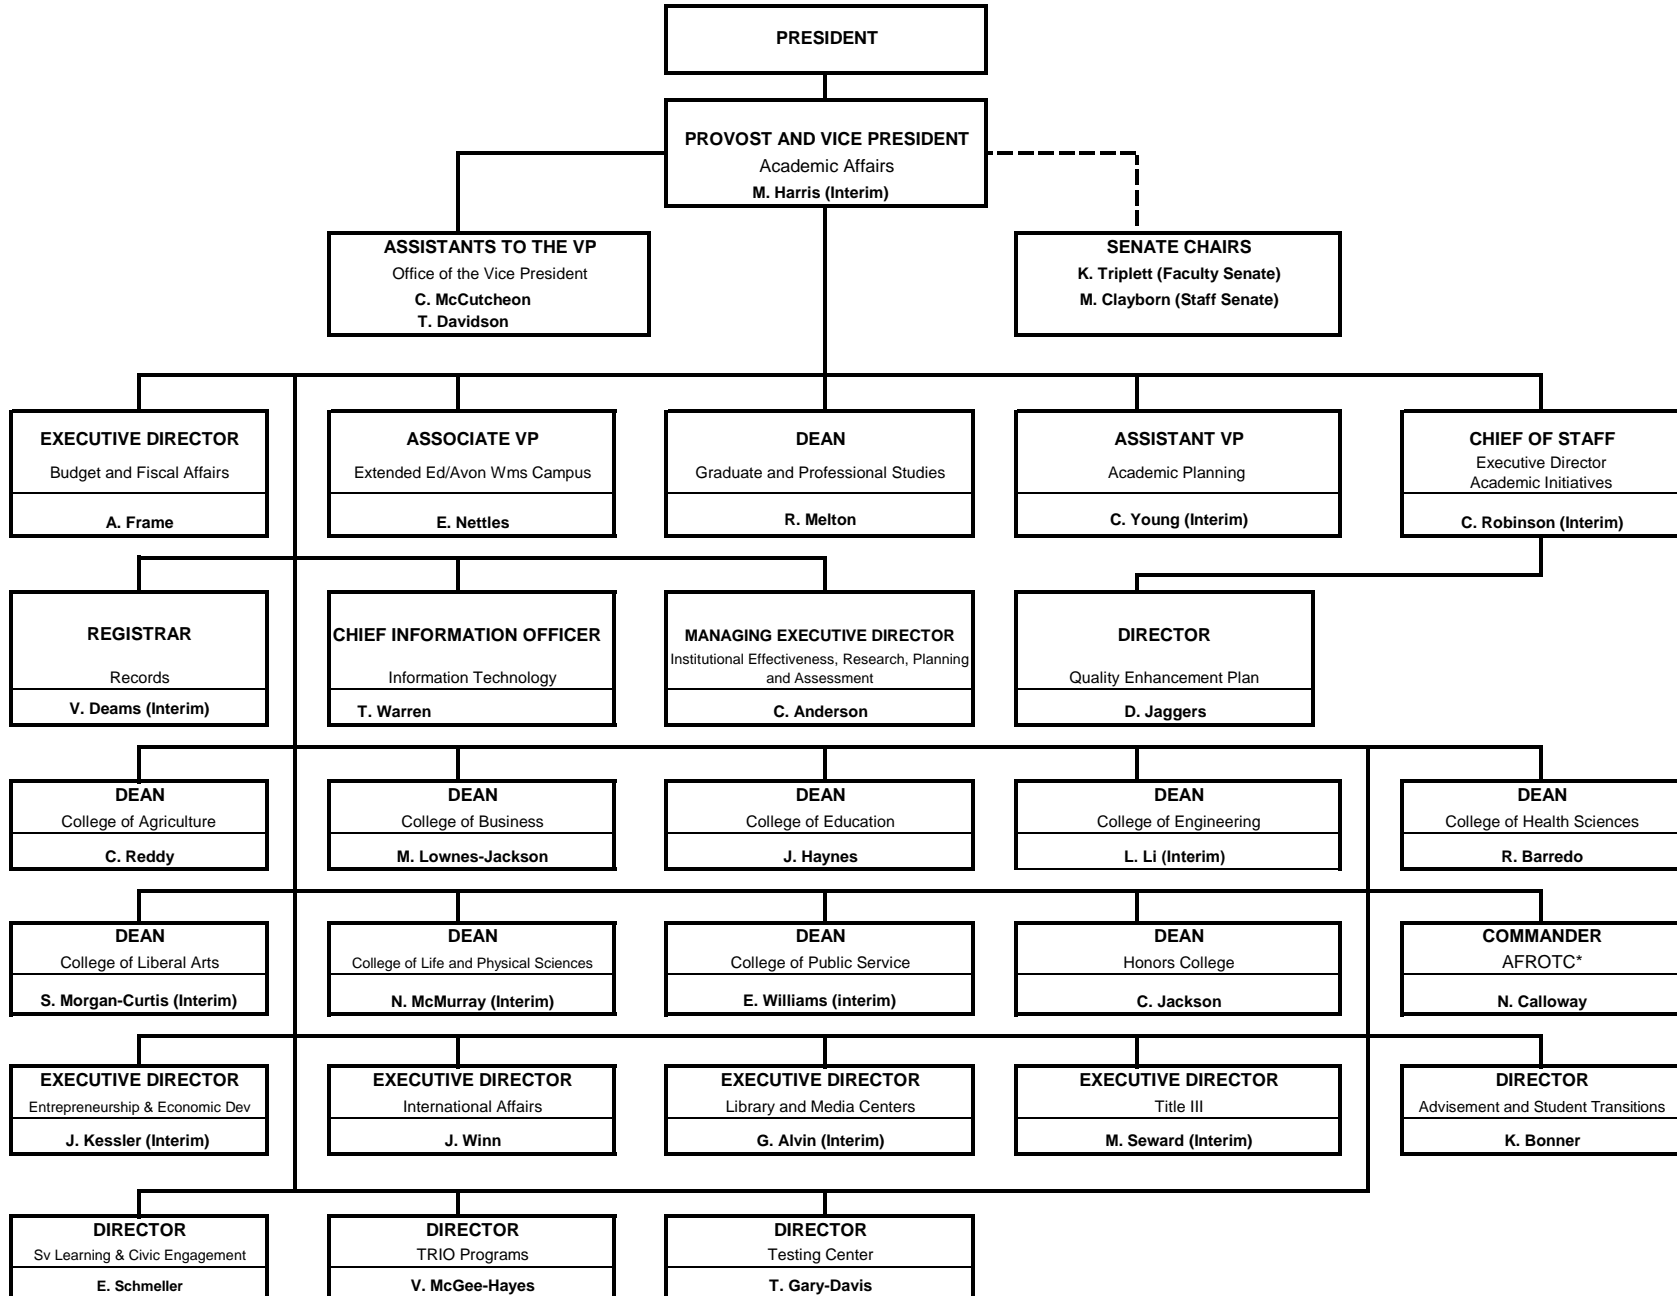 PRESIDENT
PROVOST AND VICE PRESIDENT
Academic Affairs
M. Harris (Interim)
ASSISTANTS TO THE VP
Office of the Vice President
C. McCutcheon
T. Davidson
SENATE CHAIRS
K. Triplett (Faculty Senate)
M. Clayborn (Staff Senate)
EXECUTIVE DIRECTOR
Budget and Fiscal Affairs
A. Frame
ASSOCIATE VP
Extended Ed/Avon Wms Campus
E. Nettles
DEAN
Graduate and Professional Studies
R. Melton
ASSISTANT VP
Academic Planning
C. Young (Interim)
CHIEF OF STAFF
Executive Director
Academic Initiatives
C. Robinson (Interim)
REGISTRAR
Records
V. Deams (Interim)
CHIEF INFORMATION OFFICER
Information Technology
T. Warren
MANAGING EXECUTIVE DIRECTOR
Institutional Effectiveness, Research, Planning
and Assessment
C. Anderson
DIRECTOR
Quality Enhancement Plan
D. Jaggers
DEAN
College of Agriculture
C. Reddy
DEAN
College of Business
M. Lownes-Jackson
DEAN
College of Education
J. Haynes
DEAN
College of Engineering
L. Li (Interim)
DEAN
College of Health Sciences
R. Barredo
DEAN
College of Liberal Arts
S. Morgan-Curtis (Interim)
DEAN
College of Life and Physical Sciences
N. McMurray (Interim)
DEAN
College of Public Service
E. Williams (interim)
DEAN
Honors College
C. Jackson
COMMANDER
AFROTC*
N. Calloway
EXECUTIVE DIRECTOR
Entrepreneurship & Economic Dev
J. Kessler (Interim)
EXECUTIVE DIRECTOR
International Affairs
J. Winn
EXECUTIVE DIRECTOR
Library and Media Centers
G. Alvin (Interim)
EXECUTIVE DIRECTOR
Title III
M. Seward (Interim)
DIRECTOR
Advisement and Student Transitions
K. Bonner
DIRECTOR
Sv Learning & Civic Engagement
E. Schmeller
DIRECTOR
TRIO Programs
V. McGee-Hayes
DIRECTOR
Testing Center
T. Gary-Davis